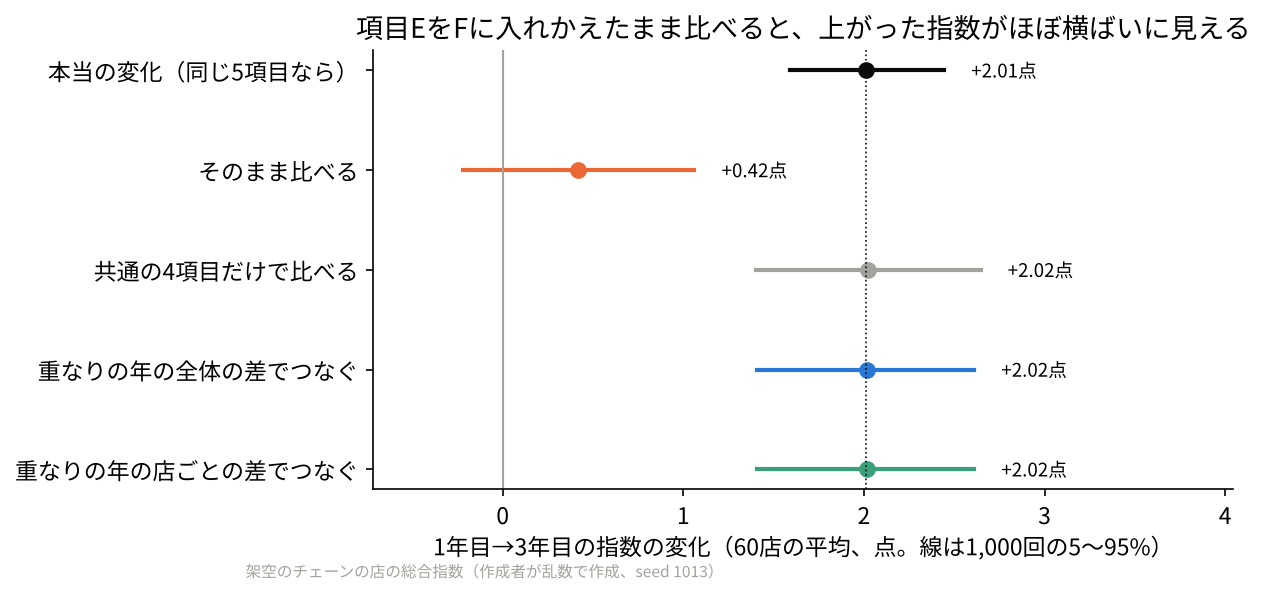 項目EをFに入れかえたまま比べると、上がった指数がほぼ横ばいに見える
本当の変化（同じ5項目なら）
+2.01点
そのまま比べる
+0.42点
共通の4項目だけで比べる
+2.02点
重なりの年の全体の差でつなぐ
+2.02点
重なりの年の店ごとの差でつなぐ
+2.02点
0 1 2 3 4
1年目→3年目の指数の変化（60店の平均、点。線は1,000回の5〜95%）
架空のチェーンの店の総合指数（作成者が乱数で作成、seed 1013）